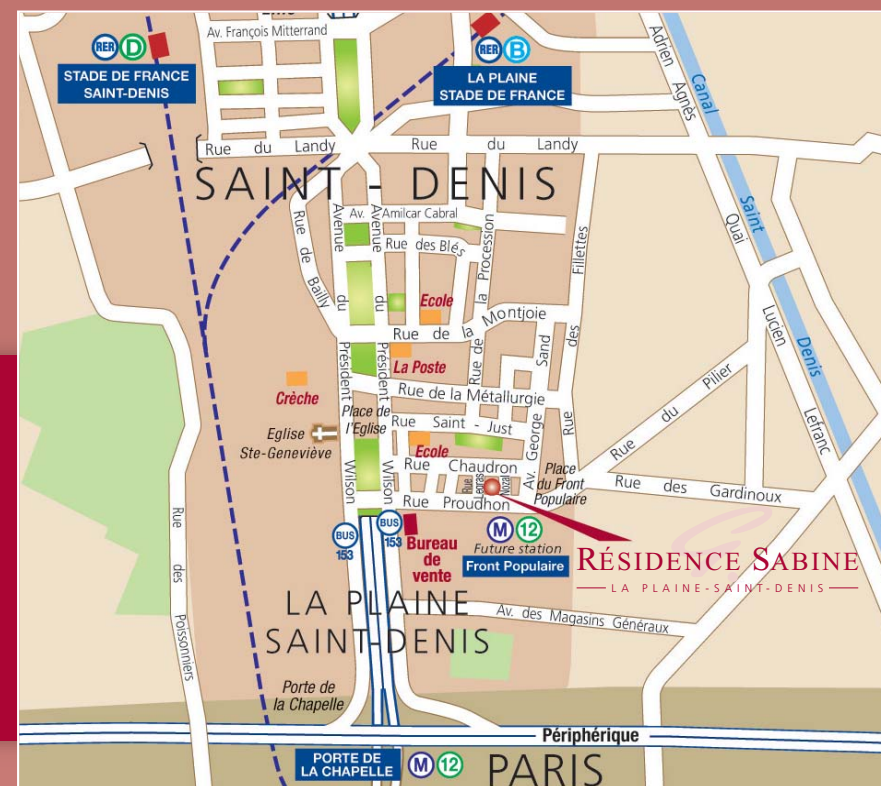 Av. François Mitterrand
RER D
STADE DE FRANCE
SAINT-DENIS
RER B
LA PLAINE
STADE DE FRANCE
Adrien
Agnès
Canal
Saint
Denis
Quai
Lucien
Lefranc
Rue du Landy
Rue du Landy
SAINT - DENIS
Rue de Bailly
Avenue du Président Wilson
Avenue du Président Wilson
Av. Amilcar Cabral
Rue des Blés
Rue de la Procession
Rue des Fillettes
Ecole
Rue de la Montjoie
La Poste
Av. George Sand
Crèche
Rue de la Métallurgie
Rue du Pilier
Place de
l'Eglise
Eglise
Ste-Geneviève
Rue Saint - Just
Ecole
Rue Chaudron
Rue
Legras
Nozal
Place
du Front
Populaire
Rue des Gardinoux
Rue Proudhon
Rue des Poissonniers
BUS
153
BUS
153
Bureau
de
vente
M 12
Future station
Front Populaire
RÉSIDENCE SABINE
LA PLAINE-SAINT-DENIS
LA PLAINE
SAINT-DENIS
Av. des Magasins Généraux
Porte de
la Chapelle
Périphérique
PORTE DE
LA CHAPELLE
M 12
PARIS